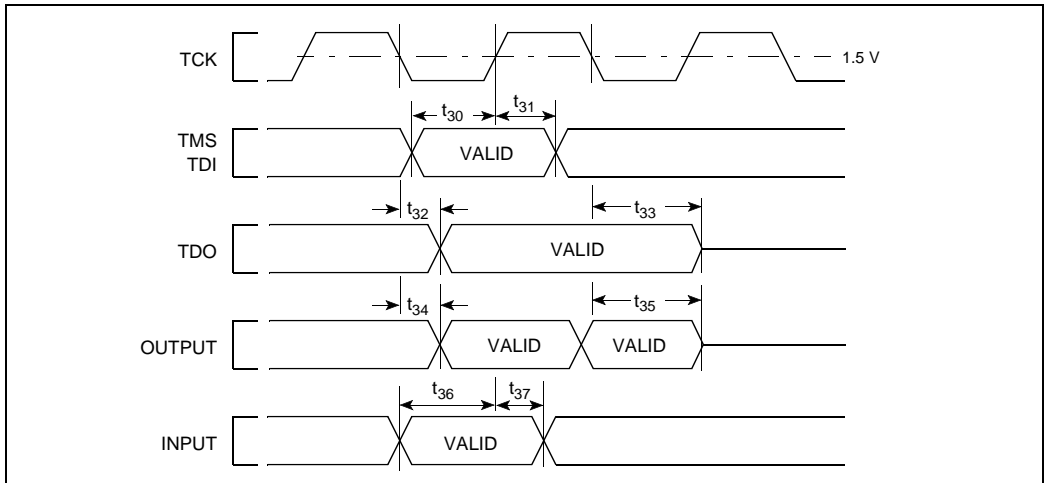 TCK
1.5 V
t30
t31
TMS
TDI
VALID
t32
t33
TDO
VALID
t34
t35
OUTPUT
VALID
VALID
t36
t37
INPUT
VALID